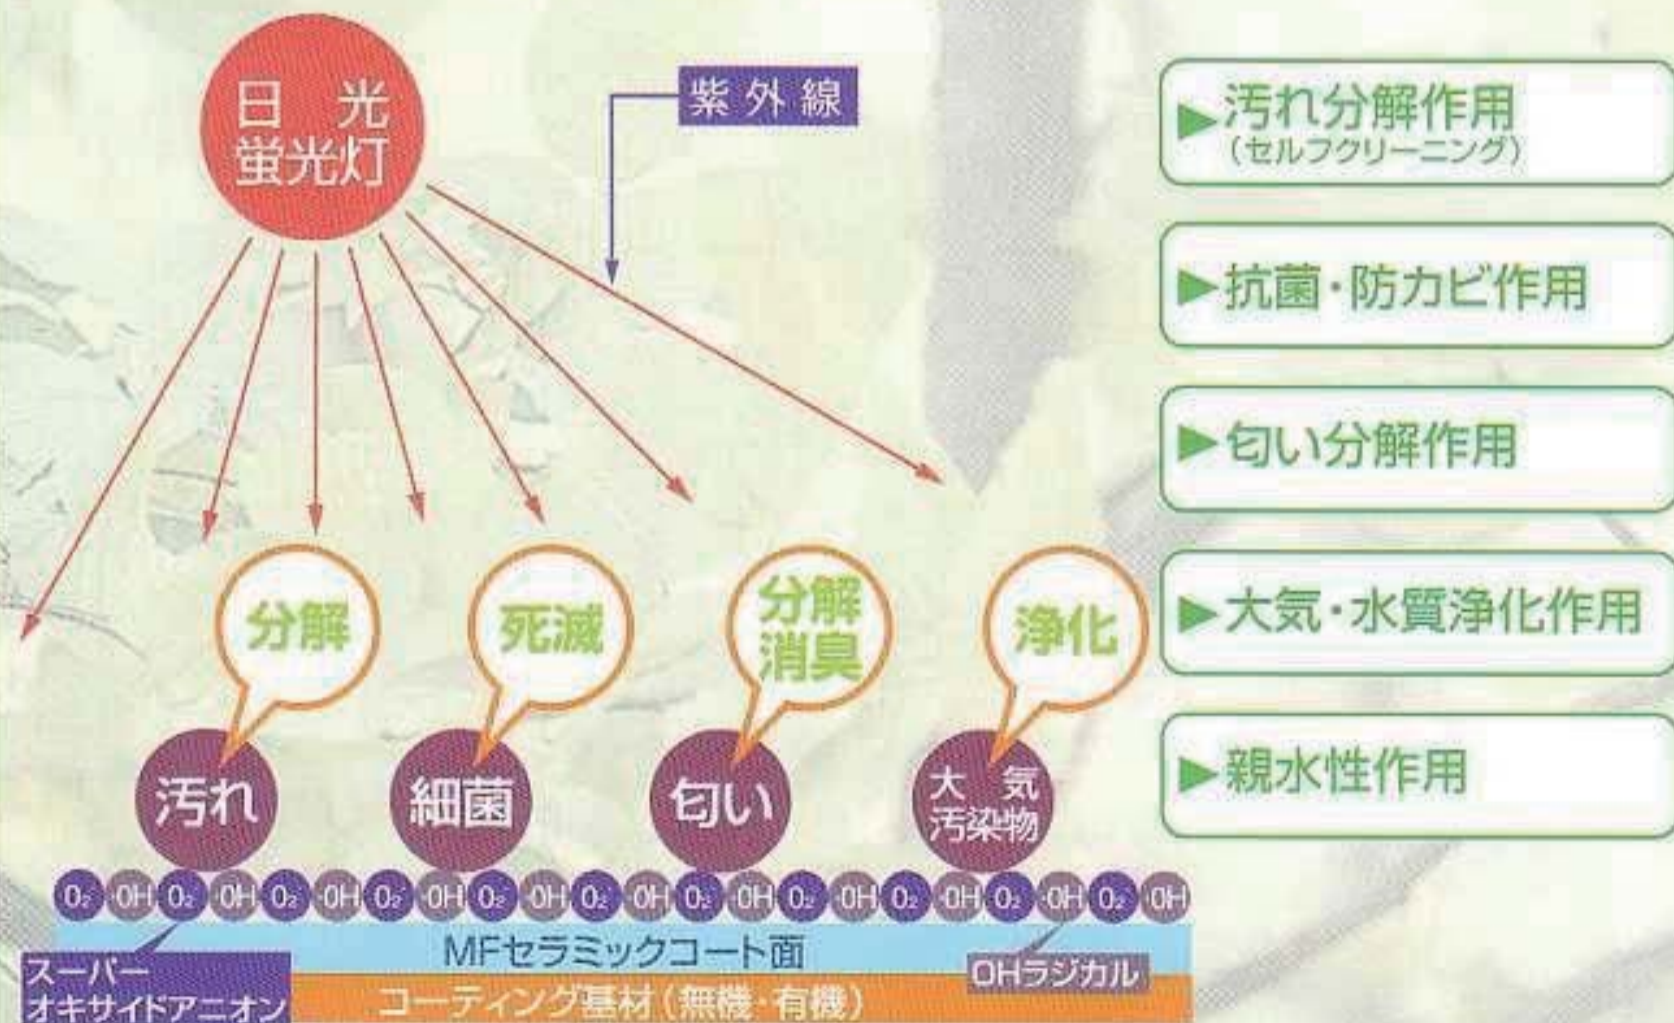 日 光
蛍光灯
紫外線
▶汚れ分解作用
(セルフクリーニング)
▶抗菌・防カビ作用
▶匂い分解作用
▶大気・水質浄化作用
▶親水性作用
分解
死滅
分解
消臭
浄化
汚れ
細菌
匂い
大 気
汚染物
O₂⁻ ·OH O₂⁻ ·OH O₂⁻ ·OH O₂⁻ ·OH O₂⁻ ·OH O₂⁻ ·OH O₂⁻ ·OH O₂⁻ ·OH O₂⁻ ·OH O₂⁻ ·OH O₂⁻ ·OH
MFセラミックコート面
スーパー
オキサイドアニオン
OHラジカル
コーティング基材(無機・有機)